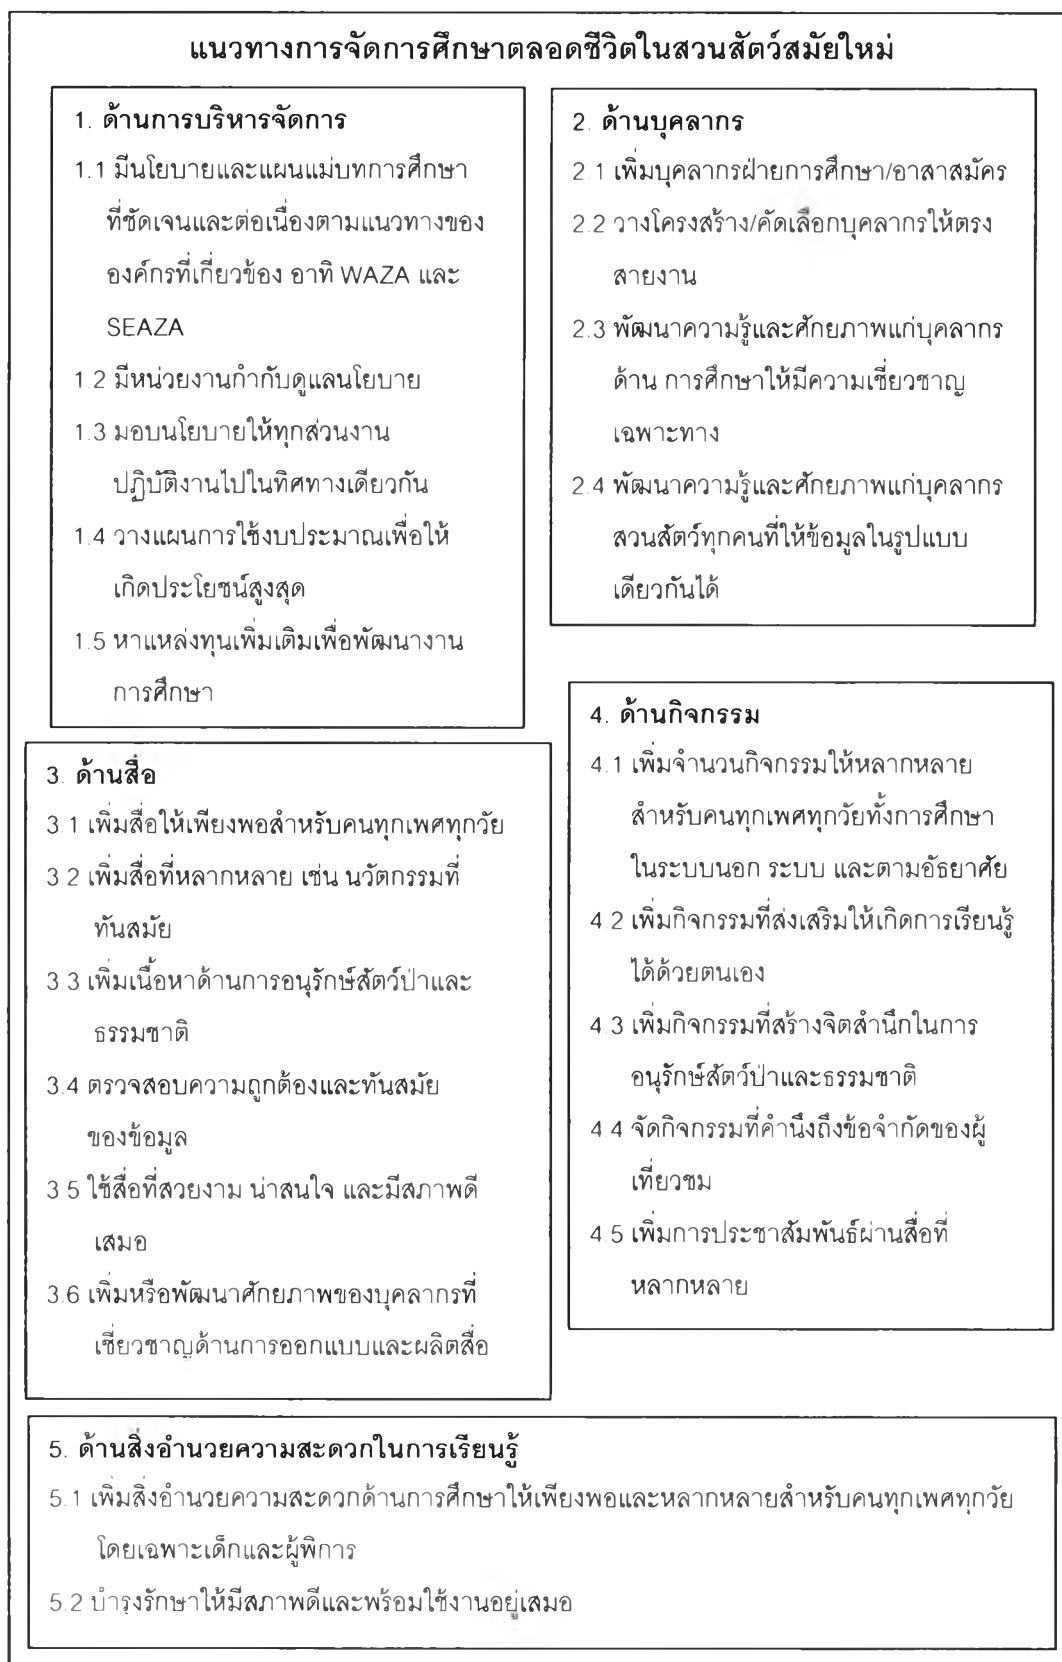 แนวทางการจัดการศึกษาตลอดชีวิตในสวนสัตว์สมัยใหม่
1. ด้านการบริหารจัดการ
1.1 มีนโยบายและแผนแม่บทการศึกษา
ที่ชัดเจนและต่อเนื่องตามแนวทางของ
องค์กรที่เกี่ยวข้อง อาทิ WAZA และ
SEAZA
1.2 มีหน่วยงานกำกับดูแลนโยบาย
1.3 มอบนโยบายให้ทุกส่วนงาน
ปฏิบัติงานไปในทิศทางเดียวกัน
1.4 วางแผนการใช้งบประมาณเพื่อให้
เกิดประโยชน์สูงสุด
1.5 หาแหล่งทุนเพิ่มเติมเพื่อพัฒนางาน
การศึกษา
2. ด้านบุคลากร
2.1 เพิ่มบุคลากรฝ่ายการศึกษา/อาสาสมัคร
2.2 วางโครงสร้าง/คัดเลือกบุคลากรให้ตรง
สายงาน
2.3 พัฒนาความรู้และศักยภาพแก่บุคลากร
ด้าน การศึกษาให้มีความเชี่ยวชาญ
เฉพาะทาง
2.4 พัฒนาความรู้และศักยภาพแก่บุคลากร
สวนสัตว์ทุกคนที่ให้ข้อมูลในรูปแบบ
เดียวกันได้
3. ด้านสื่อ
3.1 เพิ่มสื่อให้เพียงพอสำหรับคนทุกเพศทุกวัย
3.2 เพิ่มสื่อที่หลากหลาย เช่น นวัตกรรมที่
ทันสมัย
3.3 เพิ่มเนื้อหาด้านการอนุรักษ์สัตว์ป่าและ
ธรรมชาติ
3.4 ตรวจสอบความถูกต้องและทันสมัย
ของข้อมูล
3.5 ใช้สื่อที่สวยงาม น่าสนใจ และมีสภาพดี
เสมอ
3.6 เพิ่มหรือพัฒนาศักยภาพของบุคลากรที่
เชี่ยวชาญด้านการออกแบบและผลิตสื่อ
4. ด้านกิจกรรม
4.1 เพิ่มจำนวนกิจกรรมให้หลากหลาย
สำหรับคนทุกเพศทุกวัยทั้งการศึกษา
ในระบบนอก ระบบ และตามอัธยาศัย
4.2 เพิ่มกิจกรรมที่ส่งเสริมให้เกิดการเรียนรู้
ได้ด้วยตนเอง
4.3 เพิ่มกิจกรรมที่สร้างจิตสำนึกในการ
อนุรักษ์สัตว์ป่าและธรรมชาติ
4.4 จัดกิจกรรมที่คำนึงถึงข้อจำกัดของผู้
เที่ยวชม
4.5 เพิ่มการประชาสัมพันธ์ผ่านสื่อที่
หลากหลาย
5. ด้านสิ่งอำนวยความสะดวกในการเรียนรู้
5.1 เพิ่มสิ่งอำนวยความสะดวกด้านการศึกษาให้เพียงพอและหลากหลายสำหรับคนทุกเพศทุกวัย
โดยเฉพาะเด็กและผู้พิการ
5.2 บำรุงรักษาให้มีสภาพดีและพร้อมใช้งานอยู่เสมอ